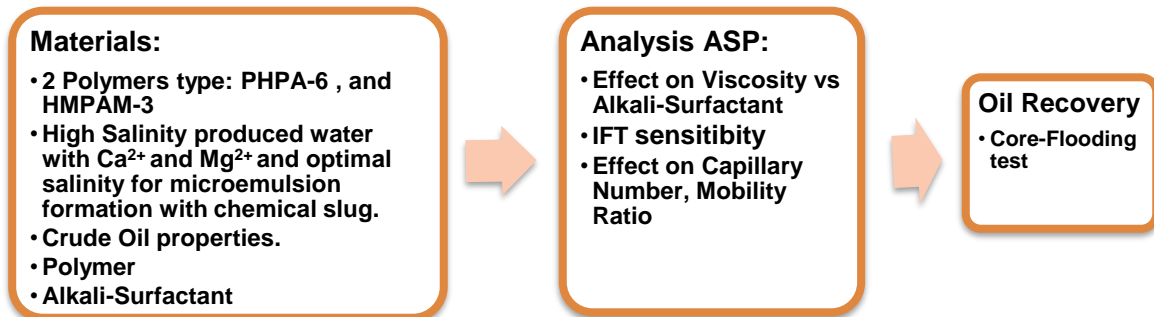 Materials:
• 2 Polymers type: PHPA-6 , and
HMPAM-3
• High Salinity produced water
with Ca²⁺ and Mg²⁺ and optimal
salinity for microemulsion
formation with chemical slug.
• Crude Oil properties.
• Polymer
• Alkali-Surfactant
Analysis ASP:
• Effect on Viscosity vs
Alkali-Surfactant
• IFT sensitibity
• Effect on Capillary
Number, Mobility
Ratio
Oil Recovery
• Core-Flooding
test